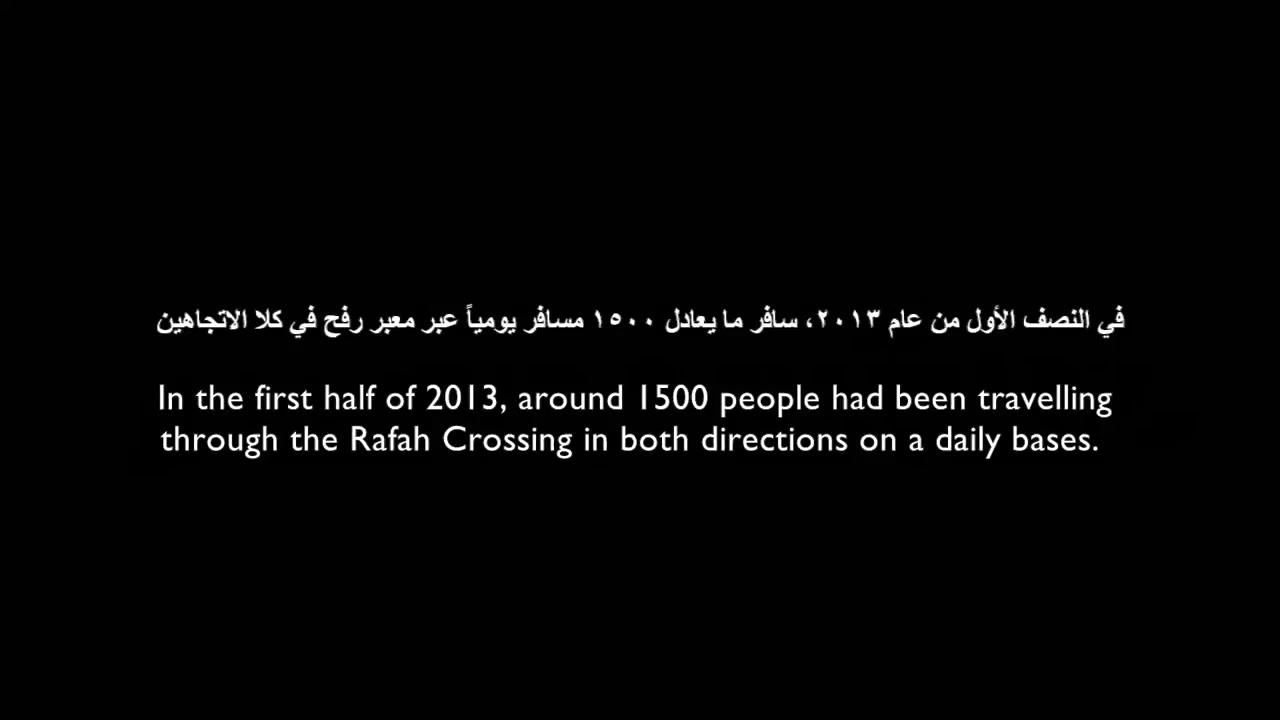 في النصف الأول من عام ٢٠١٣، سافر ما يعادل ١٥٠٠ مسافر يومياً عبر معبر رفح في كلا الاتجاهين
In the first half of 2013, around 1500 people had been travelling
through the Rafah Crossing in both directions on a daily bases.